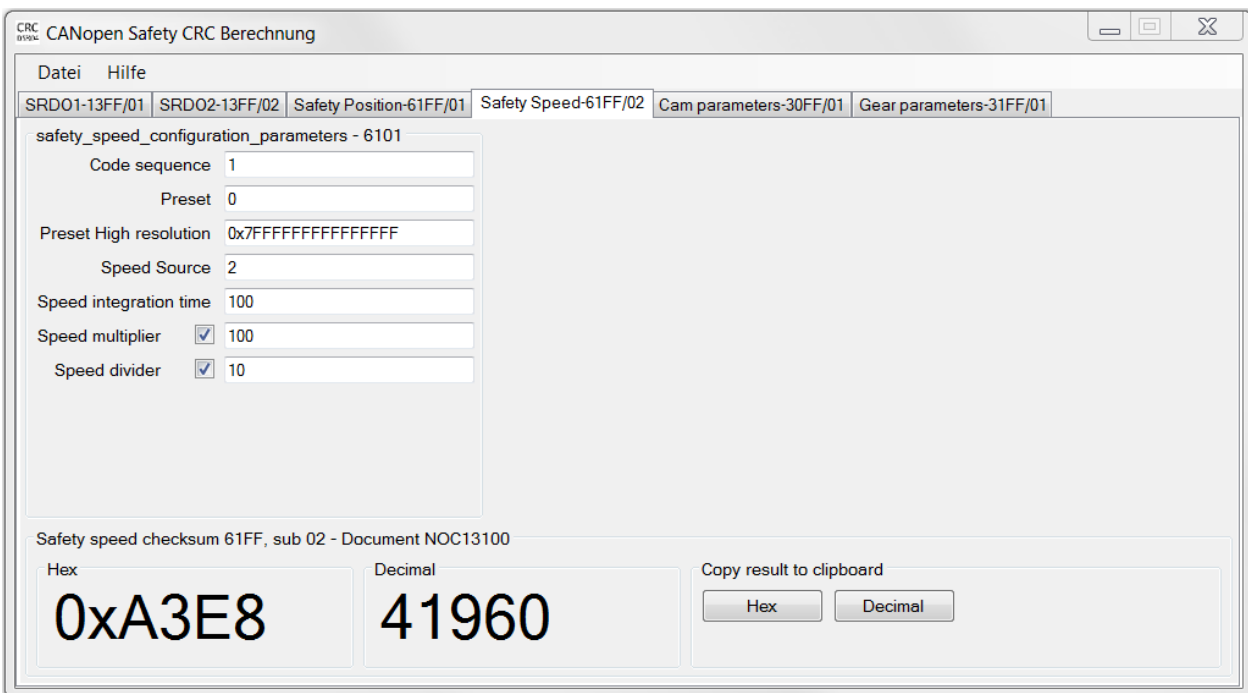 CRC
DS304 CANopen Safety CRC Berechnung
Datei Hilfe
SRDO1-13FF/01 SRDO2-13FF/02 Safety Position-61FF/01 Safety Speed-61FF/02 Cam parameters-30FF/01 Gear parameters-31FF/01
safety_speed_configuration_parameters - 6101
Code sequence 1
Preset 0
Preset High resolution 0x7FFFFFFFFFFFFFFF
Speed Source 2
Speed integration time 100
Speed multiplier 100
Speed divider 10
Safety speed checksum 61FF, sub 02 - Document NOC13100
Hex Decimal Copy result to clipboard
0xA3E8 41960 Hex Decimal